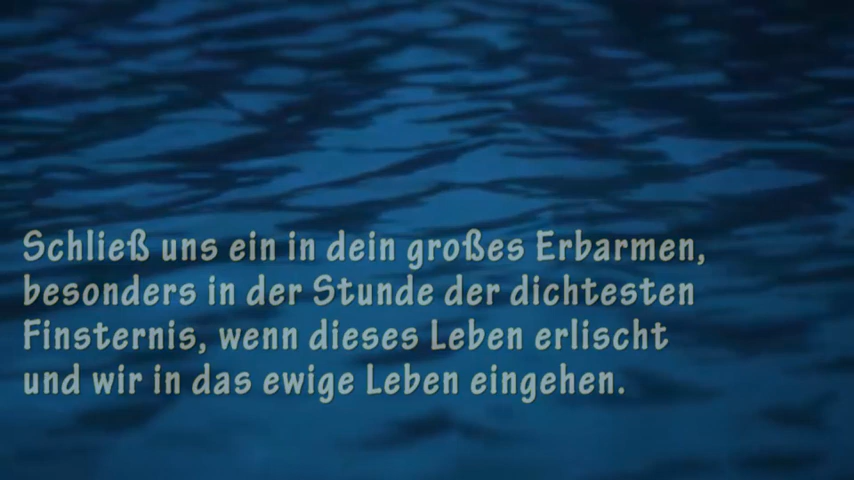 Schließ uns ein in dein großes Erbarmen,
besonders in der Stunde der dichtesten
Finsternis, wenn dieses Leben erlischt
und wir in das ewige Leben eingehen.